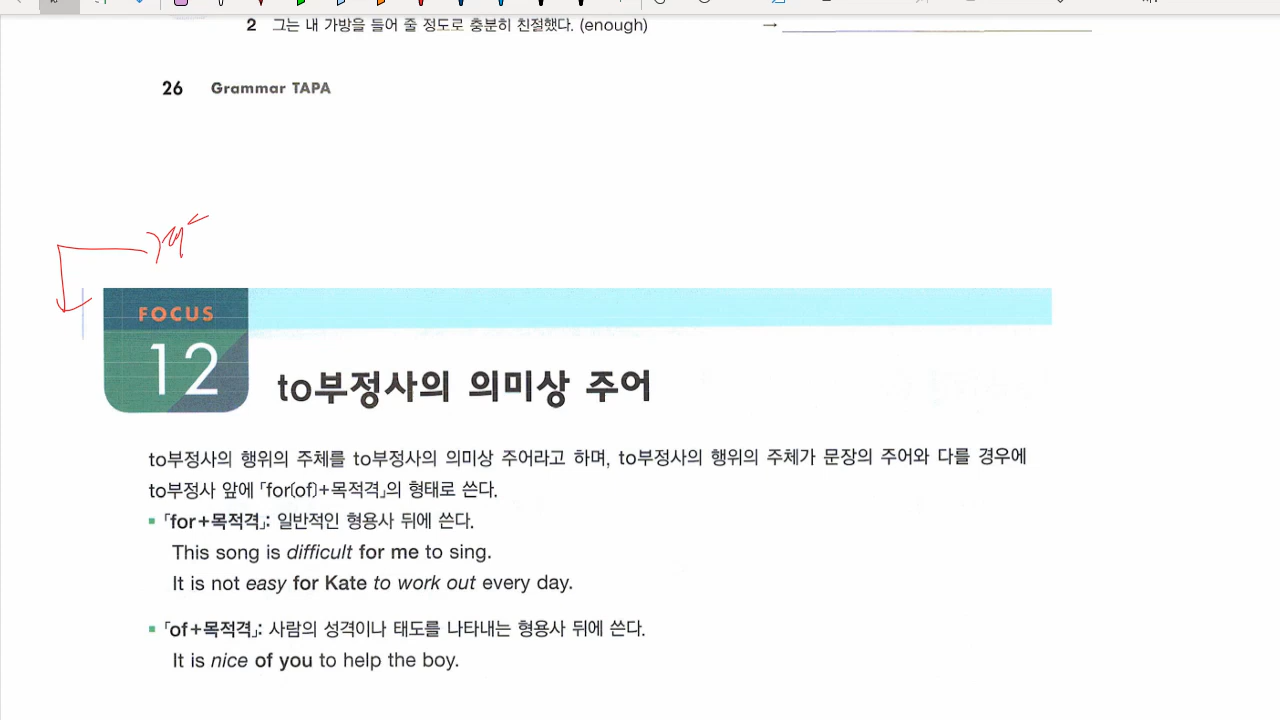 2 그는 내 가방을 들어 줄 정도로 충분히 친절했다. (enough) →
26 Grammar TAPA
FOCUS
12
to부정사의 의미상 주어
to부정사의 행위의 주체를 to부정사의 의미상 주어라고 하며, to부정사의 행위의 주체가 문장의 주어와 다를 경우에
to부정사 앞에 「for(of)+목적격」의 형태로 쓴다.
▪ 「for+목적격」: 일반적인 형용사 뒤에 쓴다.
This song is difficult for me to sing.
It is not easy for Kate to work out every day.
▪ 「of+목적격」: 사람의 성격이나 태도를 나타내는 형용사 뒤에 쓴다.
It is nice of you to help the boy.